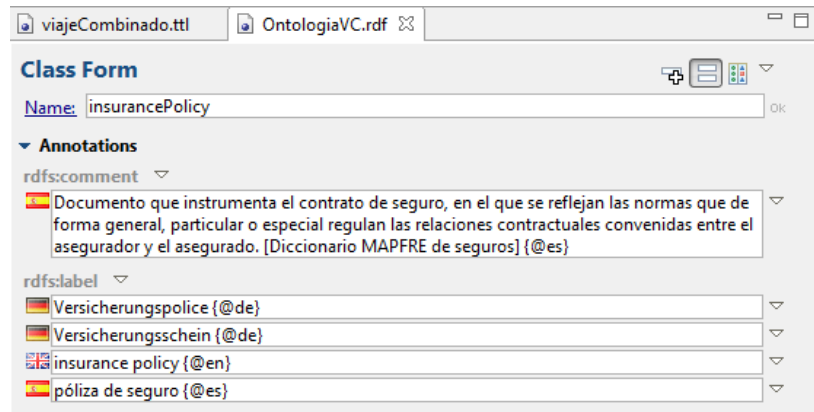 viajeCombinado.ttl OntologiaVC.rdf
Class Form
Name: insurancePolicy Ok
Annotations
rdfs:comment
Documento que instrumenta el contrato de seguro, en el que se reflejan las normas que de
forma general, particular o especial regulan las relaciones contractuales convenidas entre el
asegurador y el asegurado. [Diccionario MAPFRE de seguros] {@es}
rdfs:label
Versicherungspolice {@de}
Versicherungsschein {@de}
insurance policy {@en}
póliza de seguro {@es}